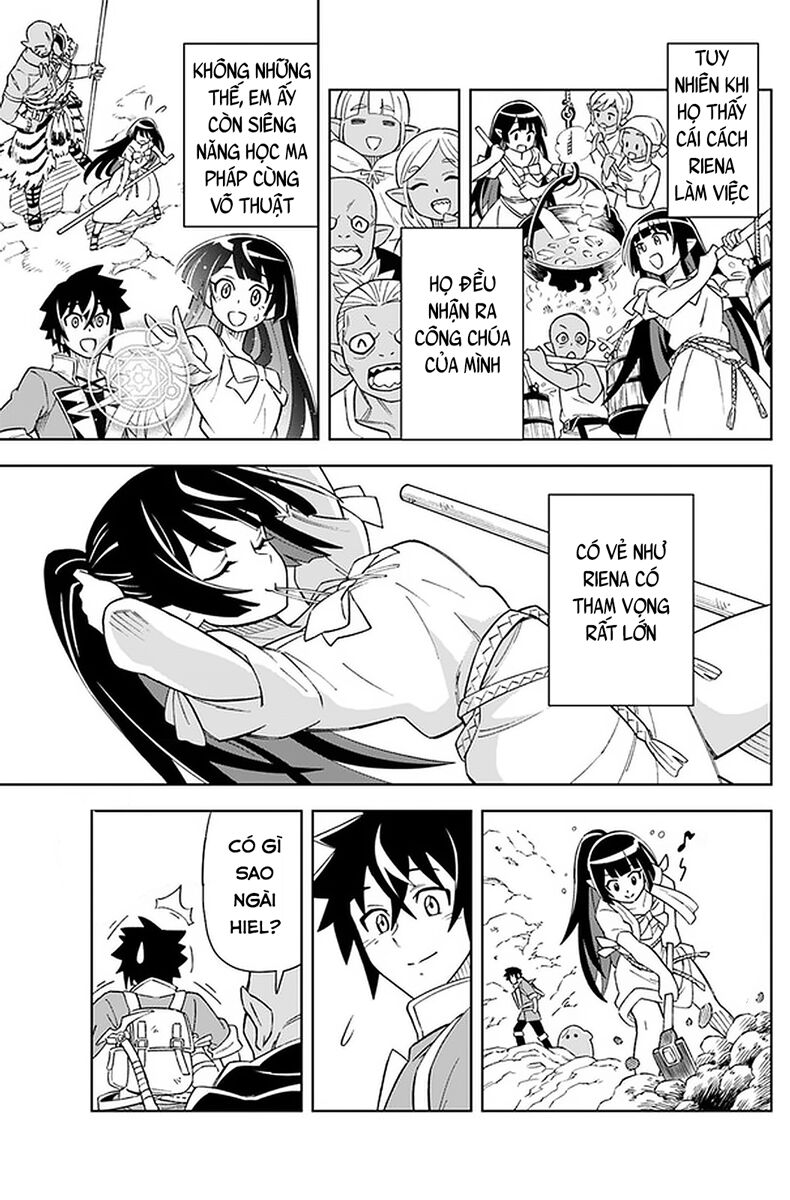 TUY
NHIÊN KHI
HỌ THẤY
CÁI CÁCH
RIENA
LÀM VIỆC
HỌ ĐỀU
NHẬN RA
CÔNG CHÚA
CỦA MÌNH
KHÔNG NHỮNG
THẾ, EM ẤY
CÒN SIÊNG
NĂNG HỌC MA
PHÁP CÙNG
VÕ THUẬT
CÓ VẺ NHƯ
RIENA CÓ
THAM VỌNG
RẤT LỚN
CÓ GÌ
SAO
NGÀI
HIEL?